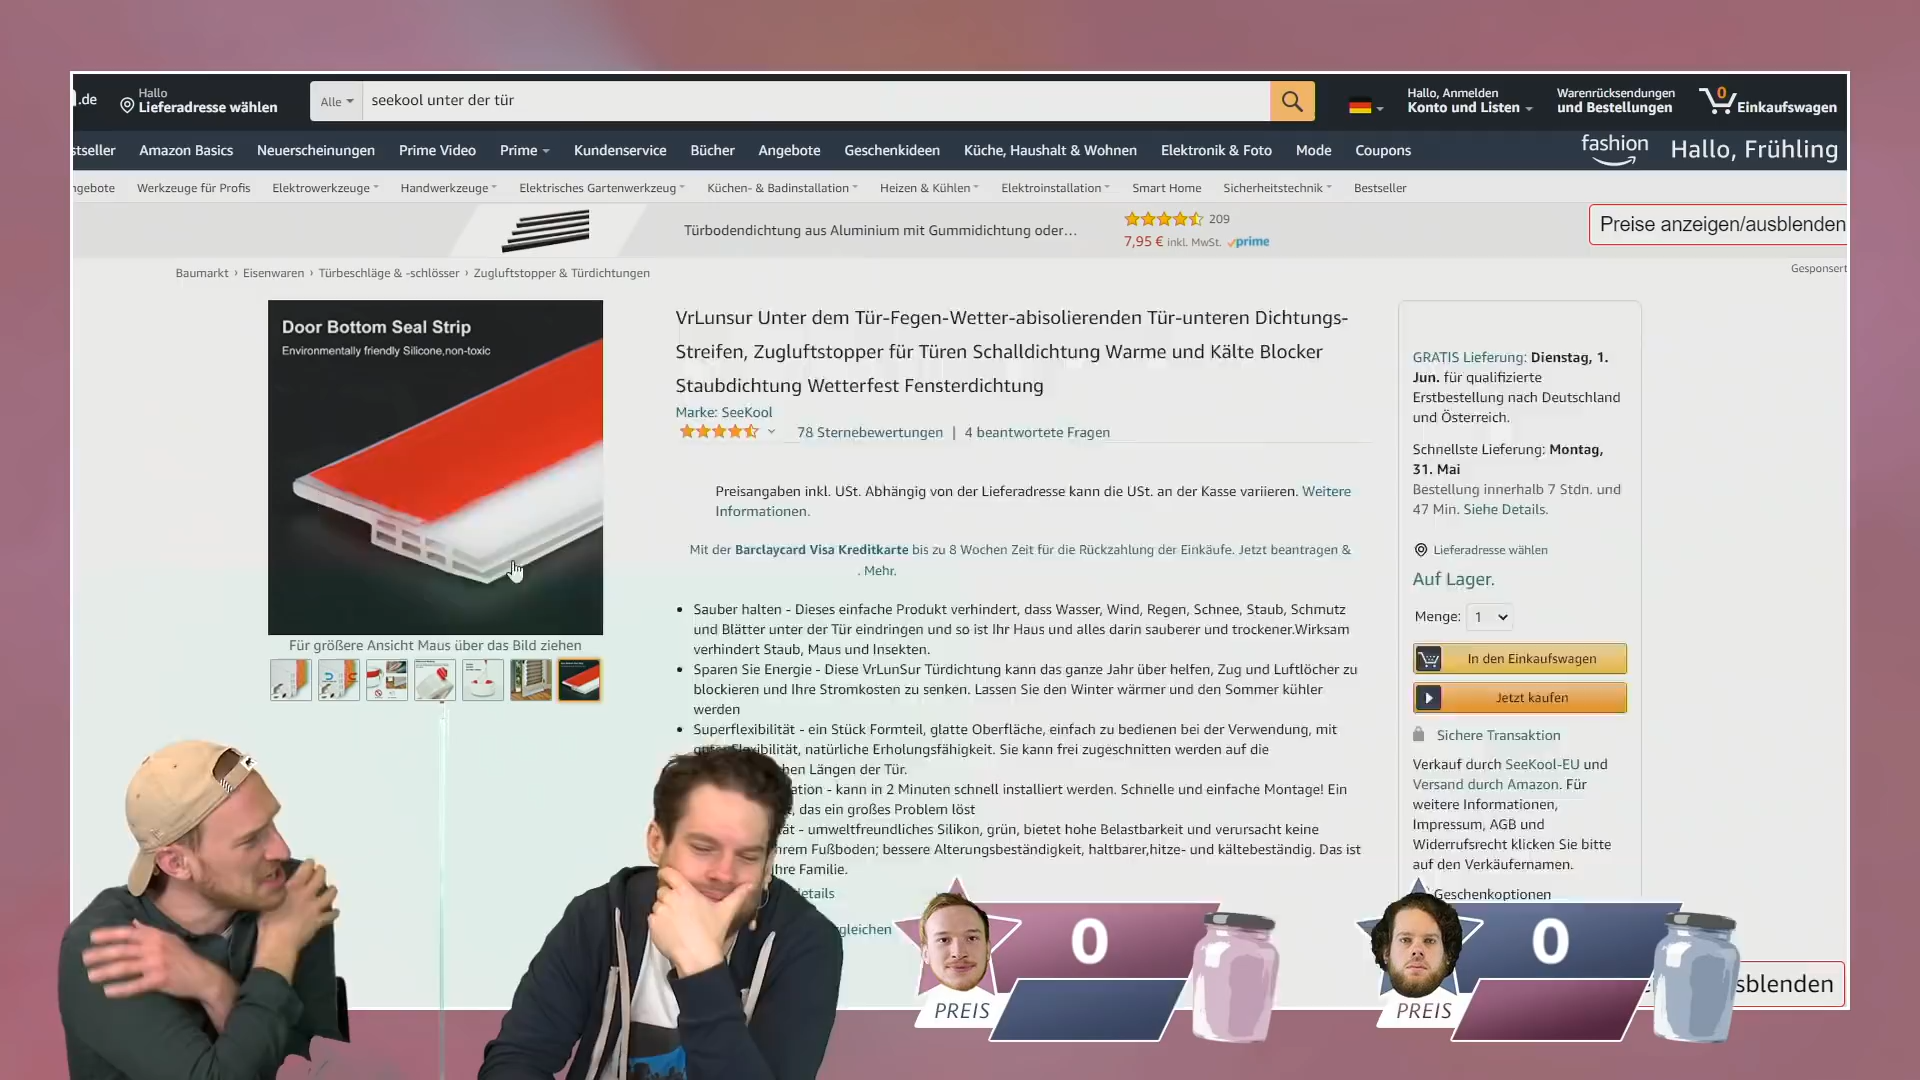 .de
Hallo
Lieferadresse wählen
Alle
seekool unter der tür
Hallo, Anmelden
Konto und Listen
Warenrücksendungen
und Bestellungen
0
Einkaufswagen
stseller Amazon Basics Neuerscheinungen Prime Video Prime Kundenservice Bücher Angebote Geschenkideen Küche, Haushalt & Wohnen Elektronik & Foto Mode Coupons
fashion Hallo, Frühling
ngebote Werkzeuge für Profis Elektrowerkzeuge Handwerkzeuge Elektrisches Gartenwerkzeug Küchen- & Badinstallation Heizen & Kühlen Elektroinstallation Smart Home Sicherheitstechnik Bestseller
Türbodendichtung aus Aluminium mit Gummidichtung oder…
209
7,95 € inkl. MwSt. prime
Preise anzeigen/ausblenden
Gesponsert
Baumarkt › Eisenwaren › Türbeschläge & -schlösser › Zugluftstopper & Türdichtungen
Door Bottom Seal Strip
Environmentally friendly Silicone,non-toxic
Für größere Ansicht Maus über das Bild ziehen
VrLunsur Unter dem Tür-Fegen-Wetter-abisolierenden Tür-unteren Dichtungs-
Streifen, Zugluftstopper für Türen Schalldichtung Warme und Kälte Blocker
Staubdichtung Wetterfest Fensterdichtung
Marke: SeeKool
78 Sternebewertungen | 4 beantwortete Fragen
Preisangaben inkl. USt. Abhängig von der Lieferadresse kann die USt. an der Kasse variieren. Weitere
Informationen.
Mit der Barclaycard Visa Kreditkarte bis zu 8 Wochen Zeit für die Rückzahlung der Einkäufe. Jetzt beantragen &
. Mehr.
Sauber halten - Dieses einfache Produkt verhindert, dass Wasser, Wind, Regen, Schnee, Staub, Schmutz
und Blätter unter der Tür eindringen und so ist Ihr Haus und alles darin sauberer und trockener.Wirksam
verhindert Staub, Maus und Insekten.
Sparen Sie Energie - Diese VrLunSur Türdichtung kann das ganze Jahr über helfen, Zug und Luftlöcher zu
blockieren und Ihre Stromkosten zu senken. Lassen Sie den Winter wärmer und den Sommer kühler
werden
Superflexibilität - ein Stück Formteil, glatte Oberfläche, einfach zu bedienen bei der Verwendung, mit
Flexibilität, natürliche Erholungsfähigkeit. Sie kann frei zugeschnitten werden auf die
hen Längen der Tür.
ation - kann in 2 Minuten schnell installiert werden. Schnelle und einfache Montage! Ein
, das ein großes Problem löst
tät - umweltfreundliches Silikon, grün, bietet hohe Belastbarkeit und verursacht keine
hrem Fußboden; bessere Alterungsbeständigkeit, haltbarer,hitze- und kältebeständig. Das ist
hre Familie.
etails
gleichen
GRATIS Lieferung: Dienstag, 1.
Jun. für qualifizierte
Erstbestellung nach Deutschland
und Österreich.
Schnellste Lieferung: Montag,
31. Mai
Bestellung innerhalb 7 Stdn. und
47 Min. Siehe Details.
Lieferadresse wählen
Auf Lager.
Menge: 1
In den Einkaufswagen
Jetzt kaufen
Sichere Transaktion
Verkauf durch SeeKool-EU und
Versand durch Amazon. Für
weitere Informationen,
Impressum, AGB und
Widerrufsrecht klicken Sie bitte
auf den Verkäufernamen.
Geschenkoptionen
sblenden
0
PREIS
0
PREIS